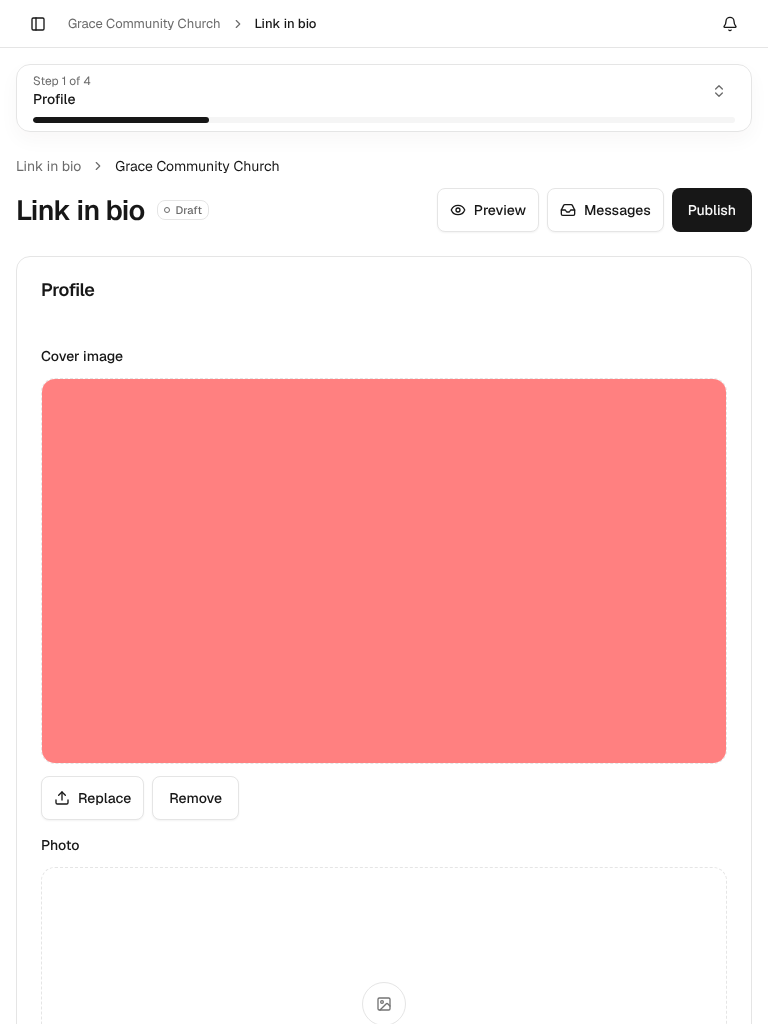 Grace Community Church > Link in bio
Step 1 of 4
Profile
Link in bio > Grace Community Church
Link in bio
Draft
Preview
Messages
Publish
Profile
Cover image
Replace
Remove
Photo